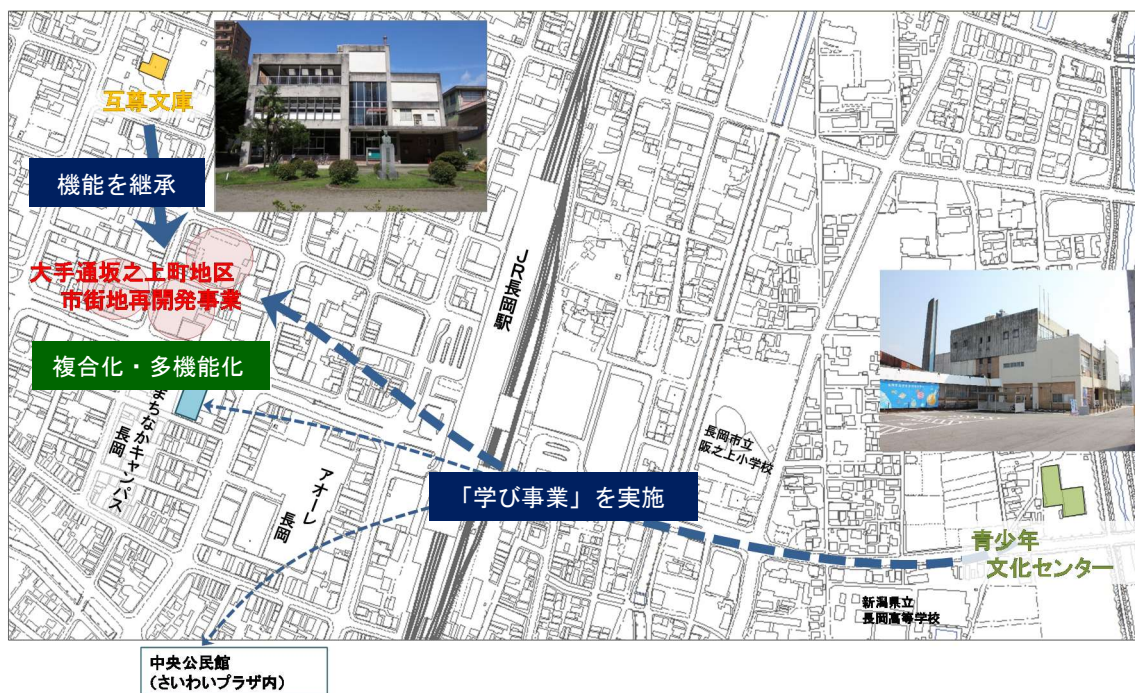 互尊文庫
機能を継承
大手通坂之上町地区
市街地再開発事業
複合化・多機能化
まちなかキャンパス
長岡
アオーレ
長岡
JR長岡駅
「学び事業」を実施
長岡市立
阪之上小学校
青少年
文化センター
新潟県立
長岡高等学校
中央公民館
（さいわいプラザ内）